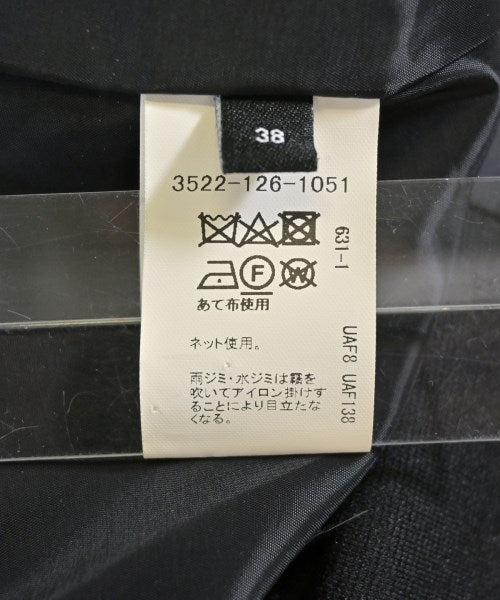 38
3522-126-1051
F W
あて布使用
ネット使用。
雨ジミ・水ジミは霧を
吹いてアイロン掛けす
ることにより目立たな
くなる。
631-1
UAF8 UAF138